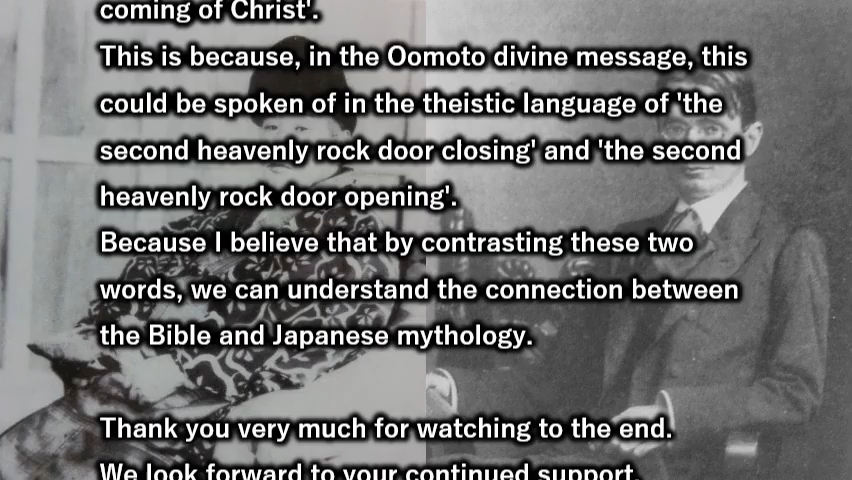 coming of Christ'.
This is because, in the Oomoto divine message, this
could be spoken of in the theistic language of 'the
second heavenly rock door closing' and 'the second
heavenly rock door opening'.
Because I believe that by contrasting these two
words, we can understand the connection between
the Bible and Japanese mythology.
Thank you very much for watching to the end.
We look forward to your continued support.